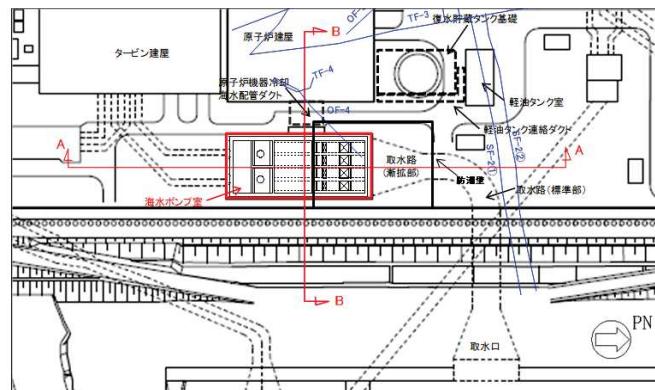 OF-
TF-3
復水貯蔵タンク基礎
B
原子炉建屋
タービン建屋
原子炉機器冷却
海水配管ダクト
TF-4
軽油タンク室
OF-4
軽油タンク連絡ダクト
A
取水路
(漸拡部)
防潮壁
SF-2(1)
SF-2(2)
A
取水路(標準部)
海水ポンプ室
B
PN
取水口